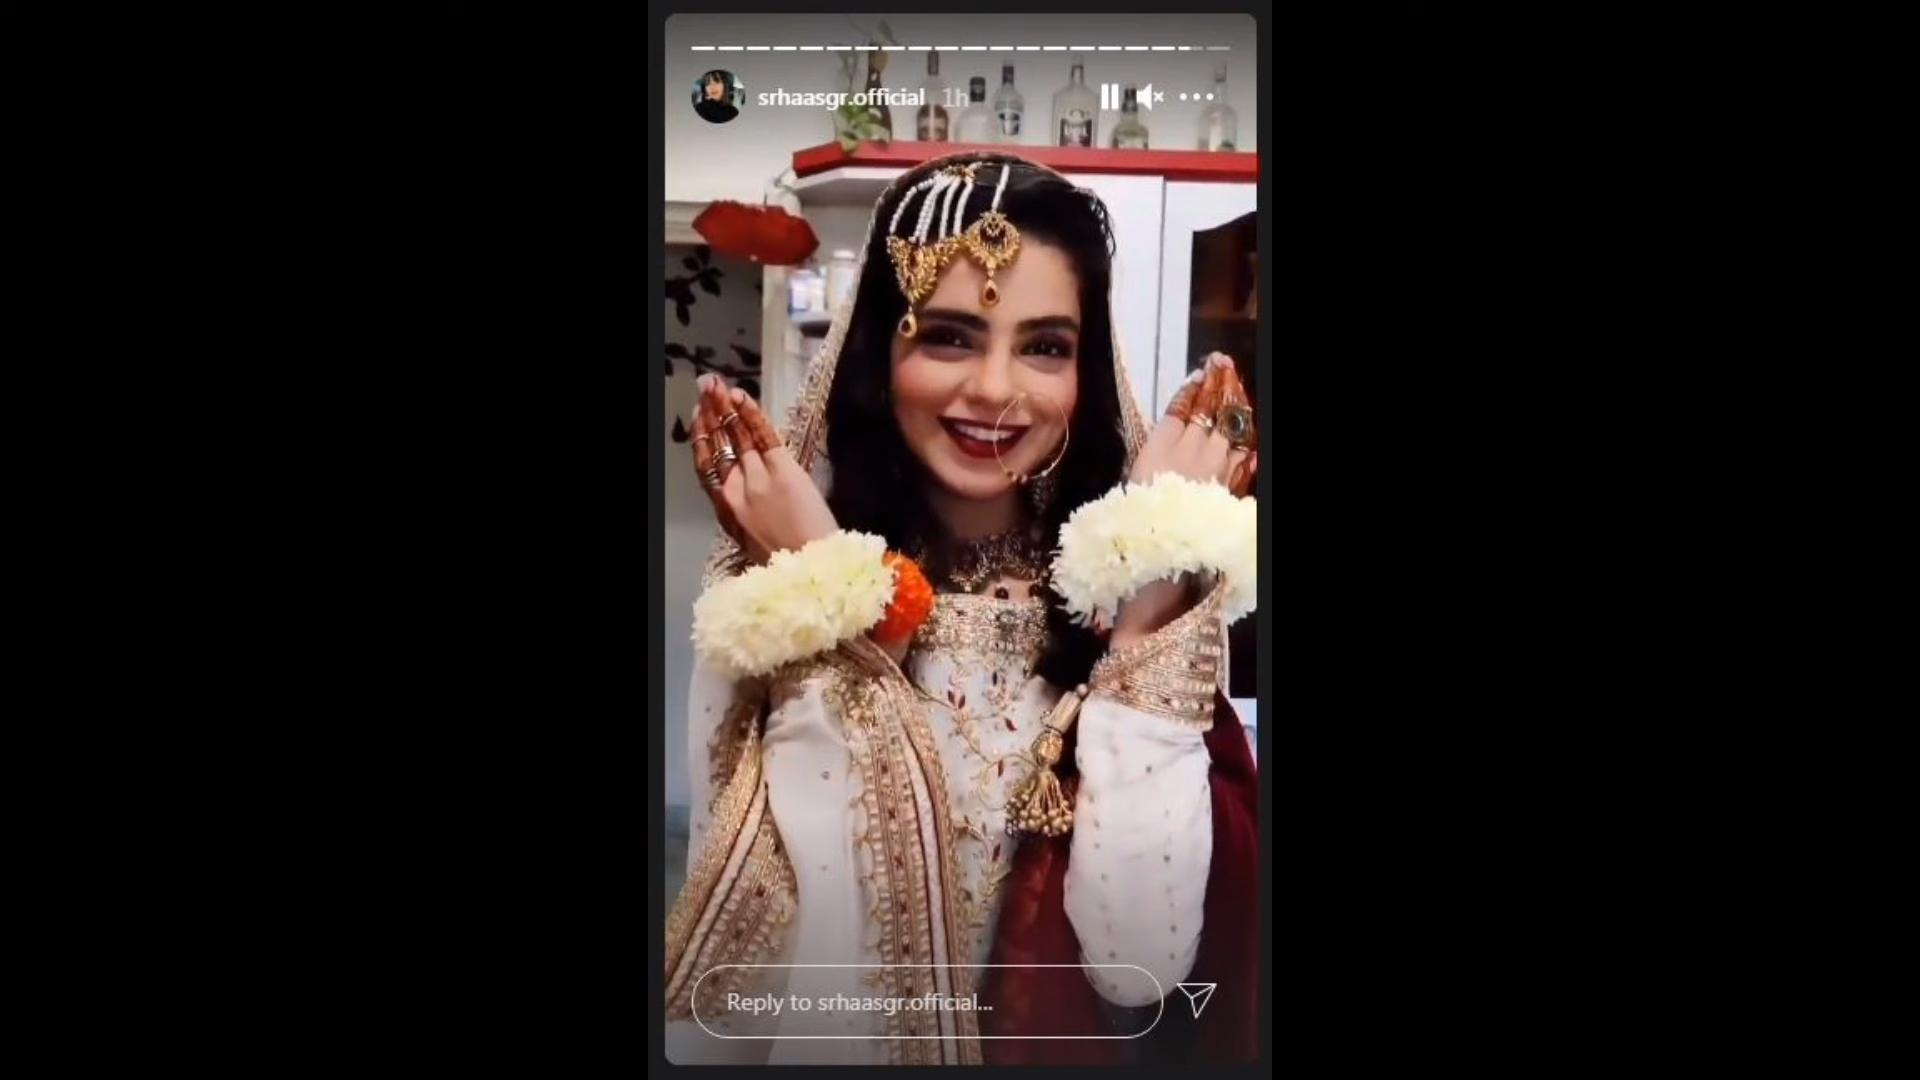 srhaasgr.official 1h
Reply to srhaasgr.official...